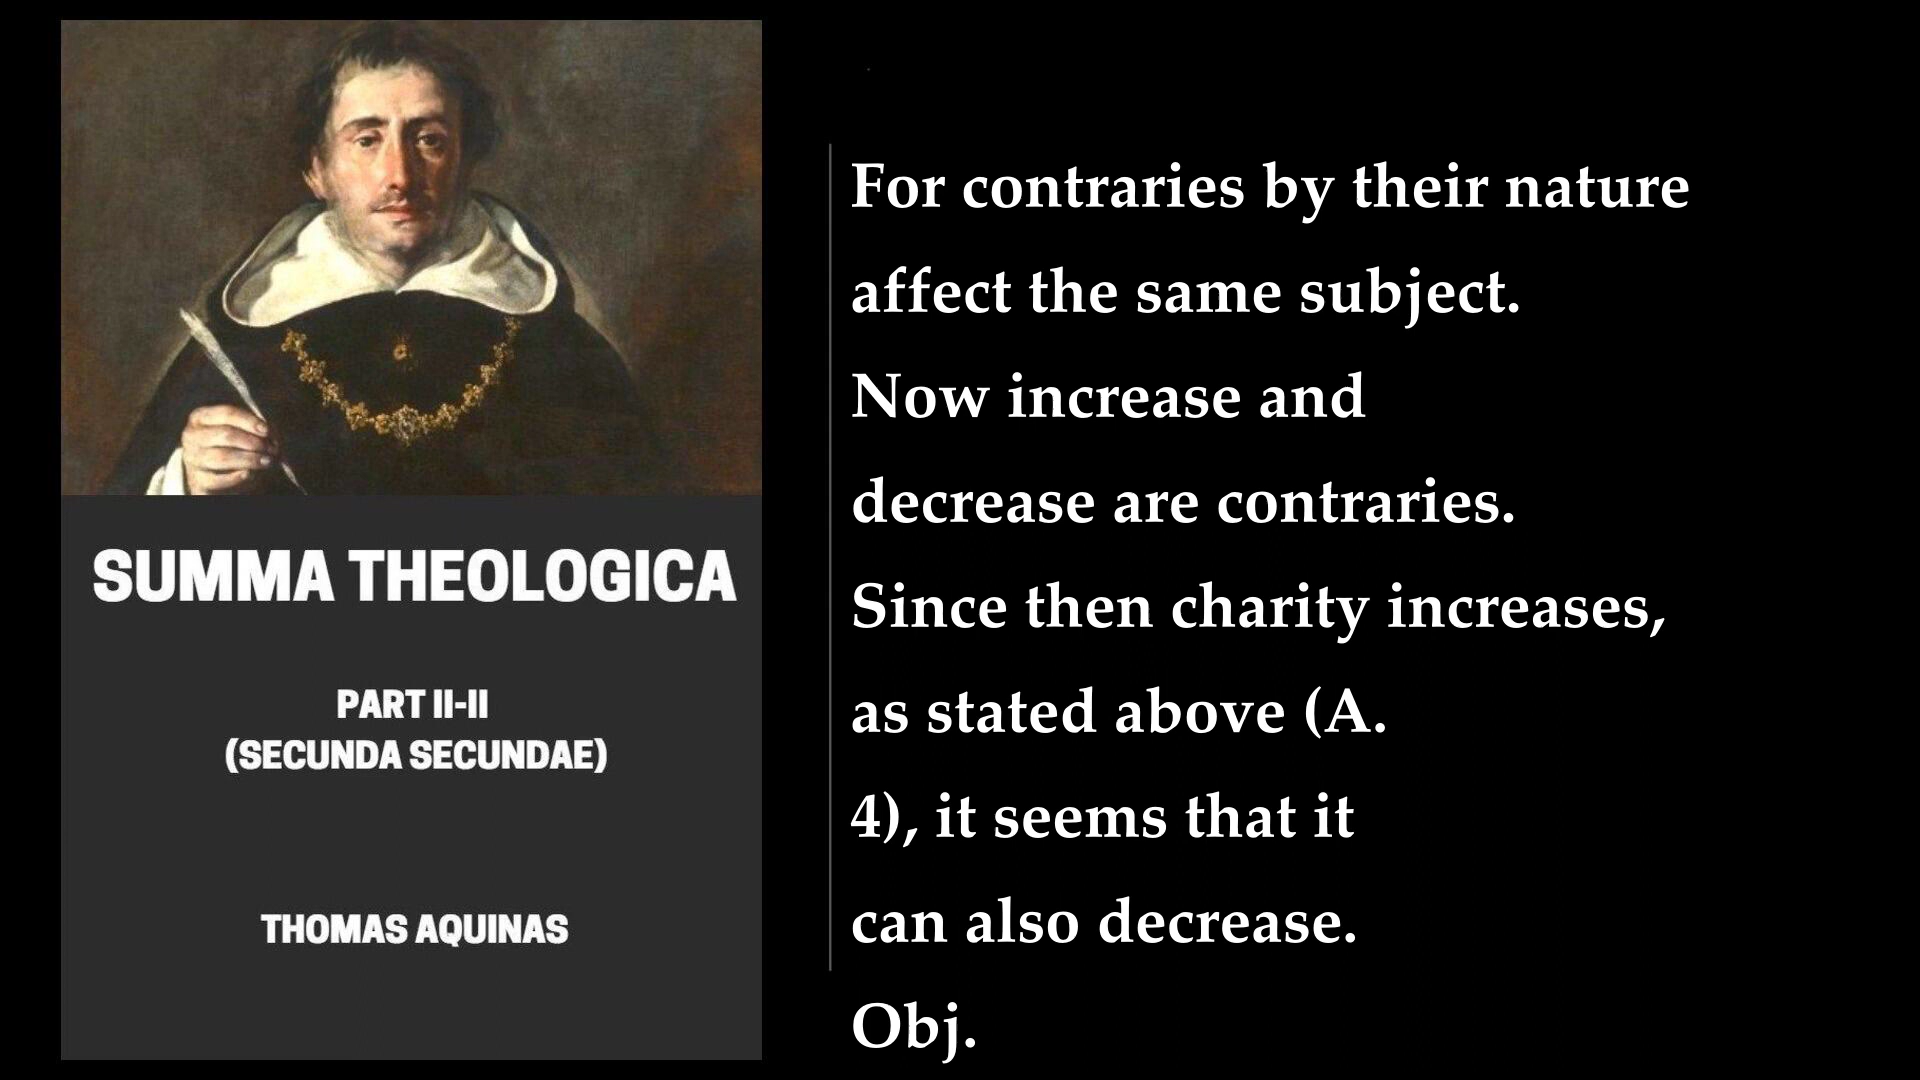 SUMMA THEOLOGICA
PART II-II
(SECUNDA SECUNDAE)
THOMAS AQUINAS
For contraries by their nature
affect the same subject.
Now increase and
decrease are contraries.
Since then charity increases,
as stated above (A.
4), it seems that it
can also decrease.
Obj.